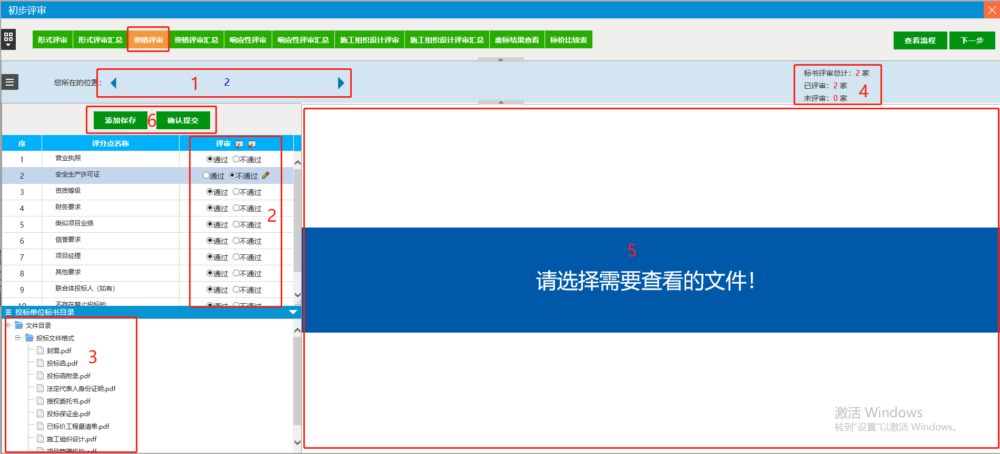 初步评审
形式评审 形式评审汇总 资格评审 资格评审汇总 响应性评审 响应性评审汇总 施工组织设计评审 施工组织设计评审汇总 废标结果查看 标价比较表 查看流程 下一步
您所在的位置： 1 2
标书评审总计：2 家
已评审：2 家
未评审：0 家
4
添加保存 6 确认提交
序 评分点名称 评审
1 营业执照 通过 不通过
2 安全生产许可证 通过 不通过
3 资质等级 通过 不通过
4 财务要求 通过 不通过
2
5 类似项目业绩 通过 不通过
6 信誉要求 通过 不通过
7 项目经理 通过 不通过
8 其他要求 通过 不通过
9 联合体投标人（如有） 通过 不通过
10 不存在禁止投标的 通过 不通过
投标单位标书目录
文件目录
投标文件格式
封面.pdf
3
投标函.pdf
投标函附录.pdf
法定代表人身份证明.pdf
授权委托书.pdf
投标保证金.pdf
已标价工程量清单.pdf
施工组织设计.pdf
项目管理机构.pdf
5
请选择需要查看的文件！
激活 Windows
转到“设置”以激活 Windows。